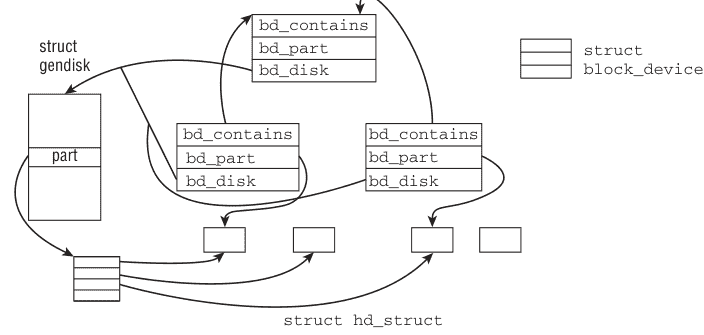 bd_contains
bd_part
bd_disk
struct
gendisk
struct
block_device
part
bd_contains
bd_part
bd_disk
bd_contains
bd_part
bd_disk
struct hd_struct